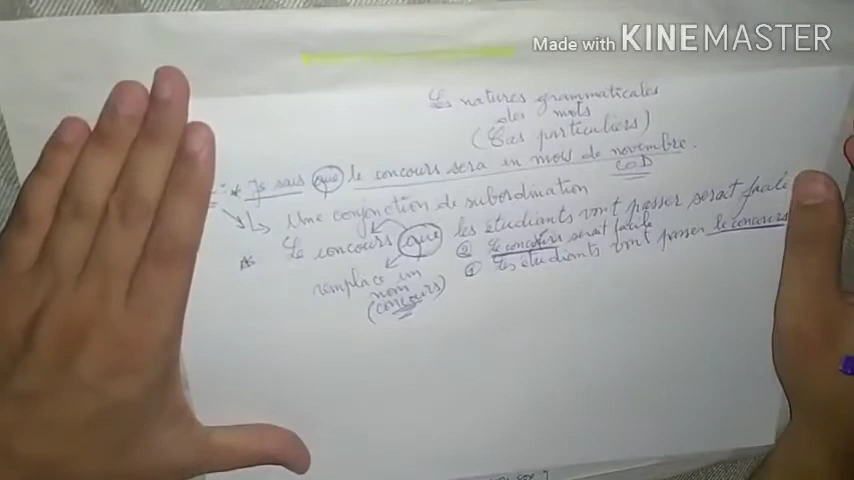 Made with KINEMASTER
Les natures grammaticales
des mots
(Cas particuliers)
* Je sais que le concours sera en mois de novembre.
COD
Une conjonction de subordination
* Le concours que les étudiants vont passer serait facile
② Le concours serait facile
remplace un ① Les étudiants vont passer le concours
nom
(concours)